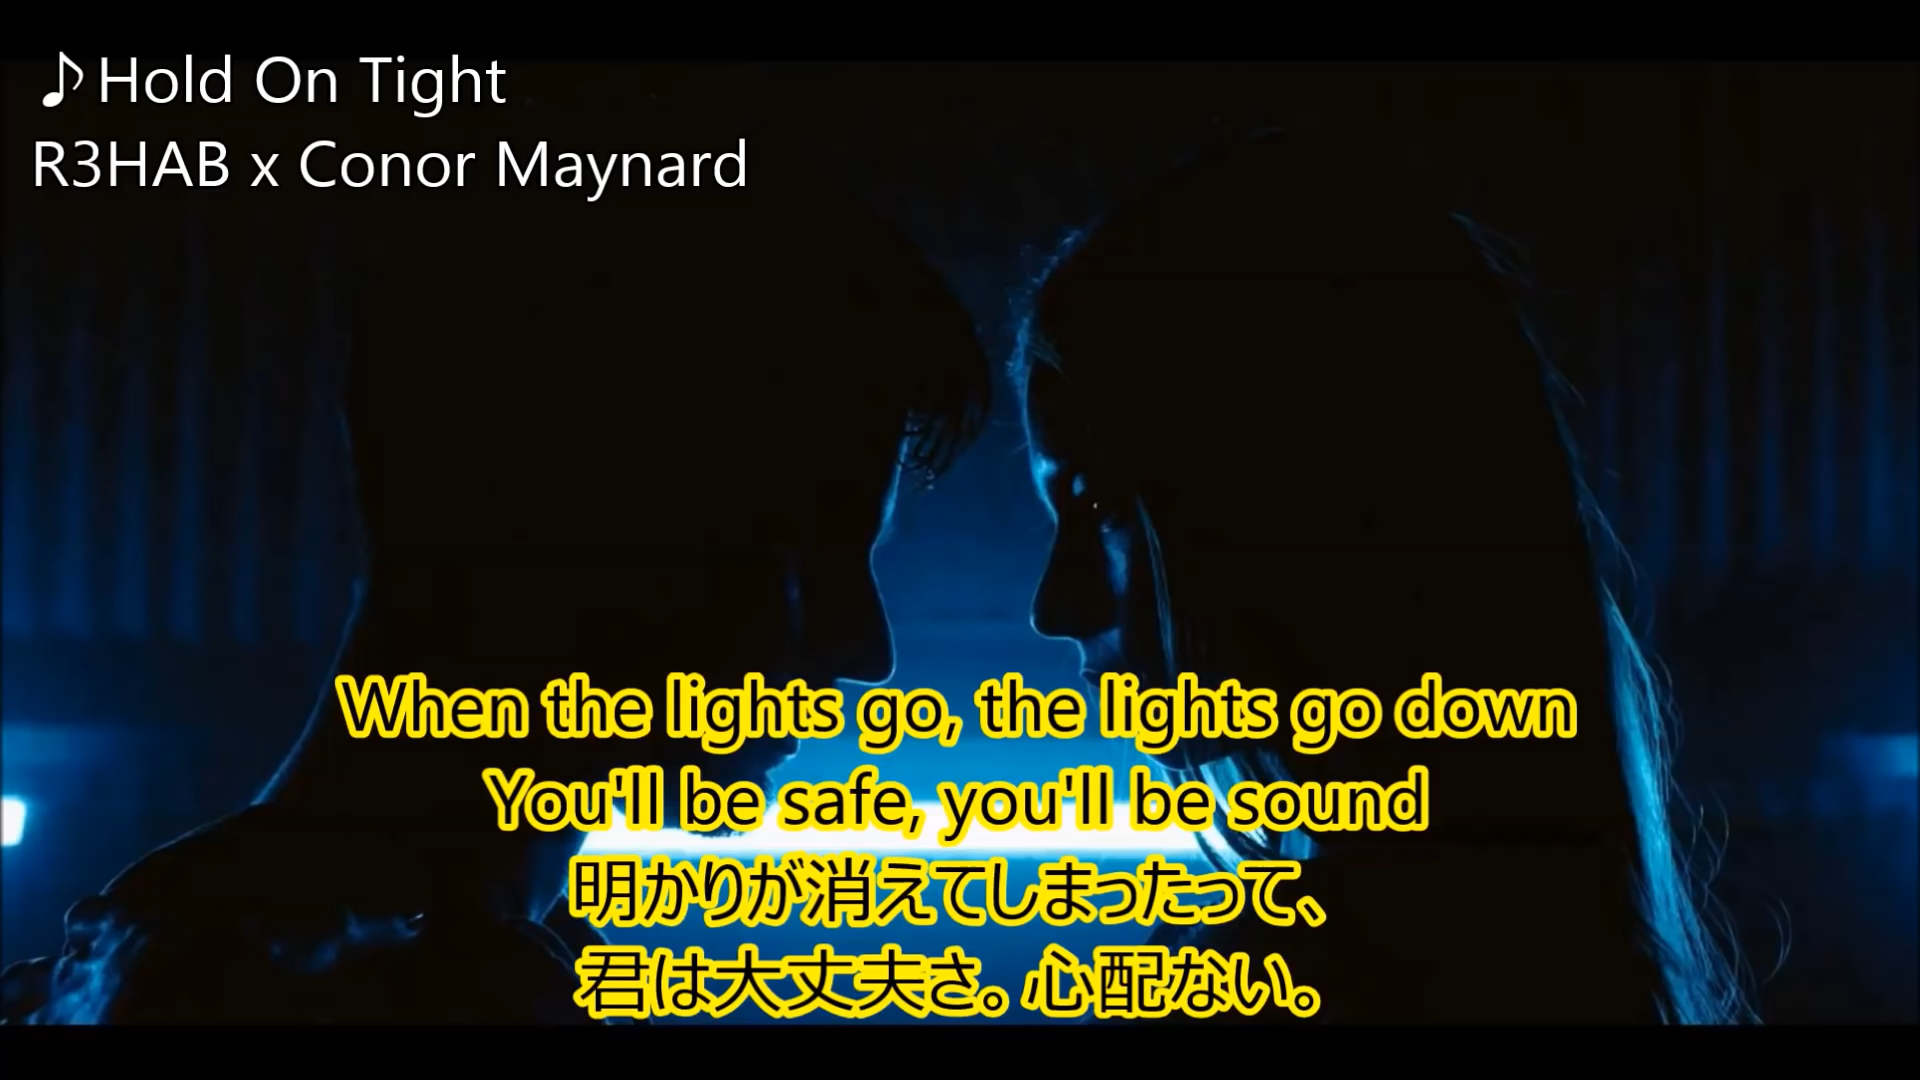 ♪Hold On Tight
R3HAB x Conor Maynard
When the lights go, the lights go down
You'll be safe, you'll be sound
明かりが消えてしまったって、
君は大丈夫さ。心配ない。